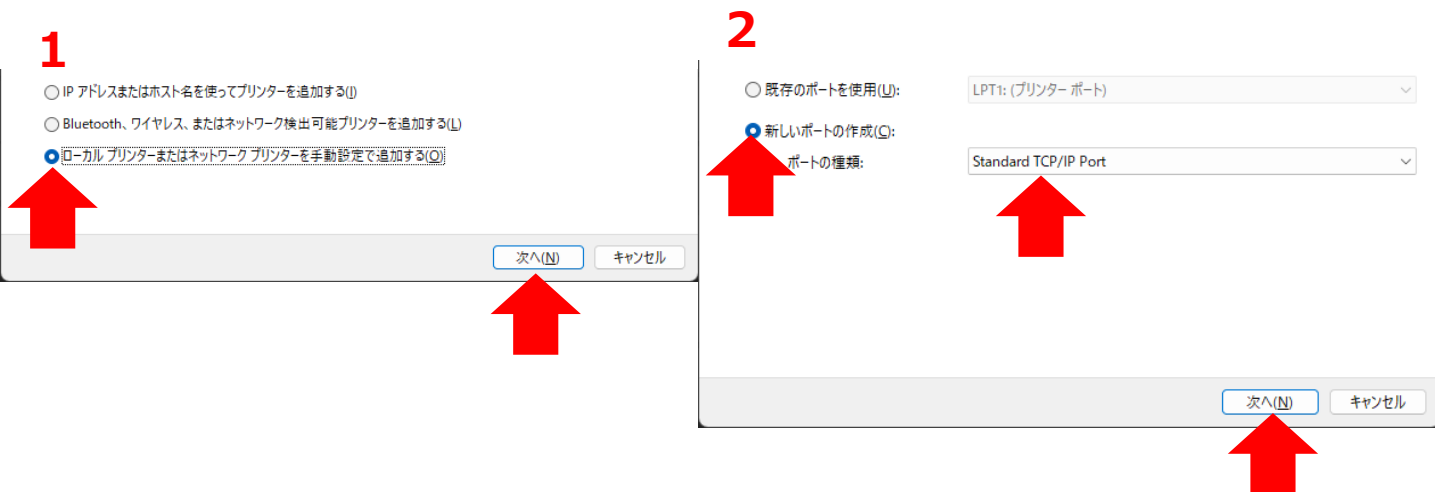 1
IP アドレスまたはホスト名を使ってプリンターを追加する(I)
Bluetooth、ワイヤレス、またはネットワーク検出可能プリンターを追加する(L)
ローカル プリンターまたはネットワーク プリンターを手動設定で追加する(O)
次へ(N) キャンセル
2
既存のポートを使用(U): LPT1: (プリンター ポート)
新しいポートの作成(C):
ポートの種類: Standard TCP/IP Port
次へ(N) キャンセル